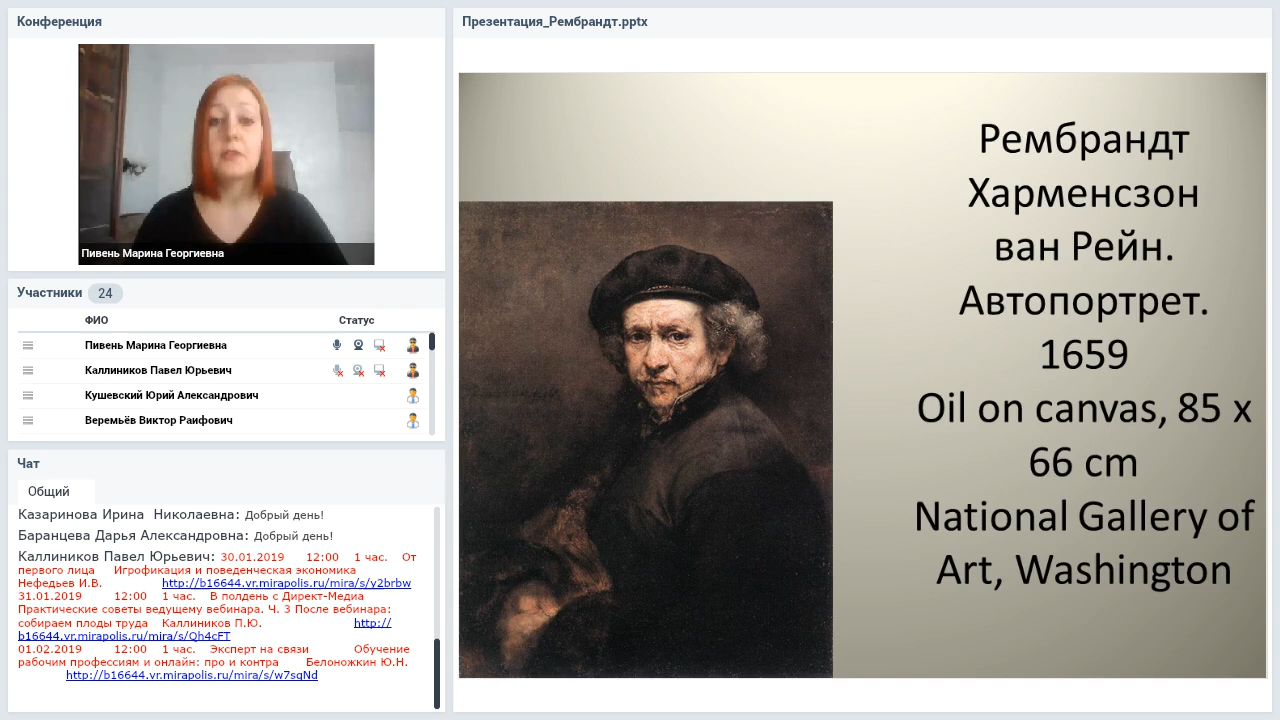 Конференция
Пивень Марина Георгиевна
Участники 24
ФИО Статус
Пивень Марина Георгиевна
Каллиников Павел Юрьевич
Кушевский Юрий Александрович
Веремьёв Виктор Раифович
Чат
Общий
Казаринова Ирина Николаевна: Добрый день!
Баранцева Дарья Александровна: Добрый день!
Каллиников Павел Юрьевич: 30.01.2019 12:00 1 час. От
первого лица Игрофикация и поведенческая экономика
Нефедьев И.В. http://b16644.vr.mirapolis.ru/mira/s/y2brbw
31.01.2019 12:00 1 час. В полдень с Директ-Медиа
Практические советы ведущему вебинара. Ч. 3 После вебинара:
собираем плоды труда Каллиников П.Ю. http://
b16644.vr.mirapolis.ru/mira/s/Qh4cFT
01.02.2019 12:00 1 час. Эксперт на связи Обучение
рабочим профессиям и онлайн: про и контра Белоножкин Ю.Н.
http://b16644.vr.mirapolis.ru/mira/s/w7sqNd
Презентация_Рембрандт.pptx
Рембрандт
Харменсзон
ван Рейн.
Автопортрет.
1659
Oil on canvas, 85 x
66 cm
National Gallery of
Art, Washington